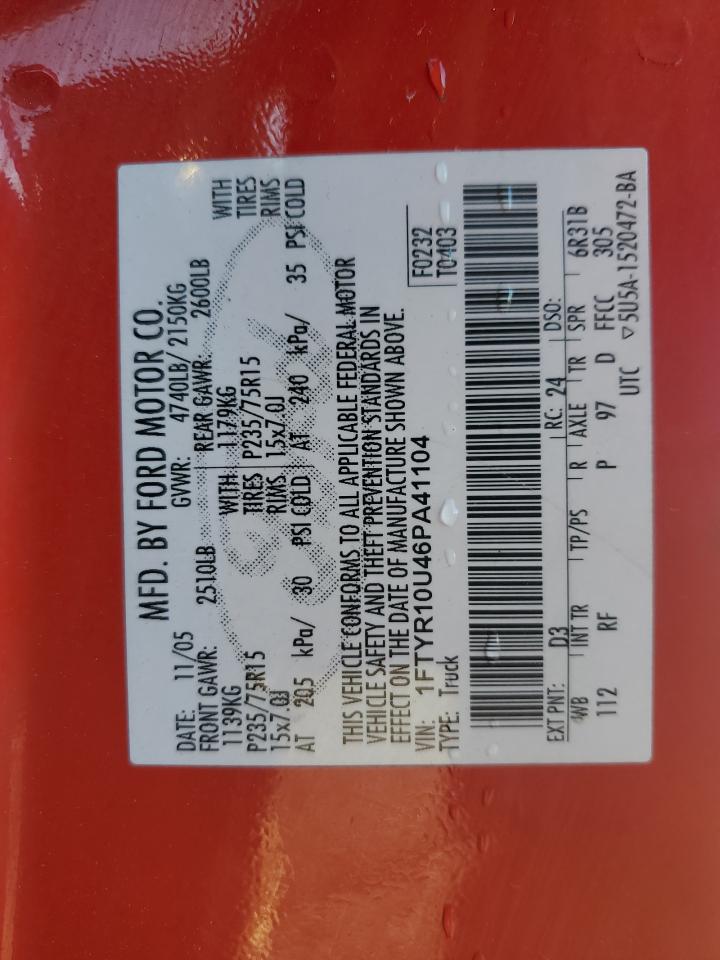 MFD. BY FORD MOTOR CO.
DATE: 11/05 GVWR: 4740LB/ 2150KG
FRONT GAWR: 2510LB REAR GAWR: 2600LB
1139KG WITH 1179KG WITH
P235/75R15 TIRES P235/75R15 TIRES
15x7.0J RIMS 15x7.0J RIMS
AT 205 kPa/ 30 PSI COLD AT 240 kPa/ 35 PSI COLD
THIS VEHICLE CONFORMS TO ALL APPLICABLE FEDERAL MOTOR
VEHICLE SAFETY AND THEFT PREVENTION STANDARDS IN
EFFECT ON THE DATE OF MANUFACTURE SHOWN ABOVE.
VIN: 1FTYR10U46PA41104 F0232
TYPE: Truck T0403
EXT PNT: D3 RC: 24 DSO:
WB INT TR TP/PS R AXLE TR SPR 6R31B
112 RF P 97 D FFCC 305
UTC ▽5U5A-1520472-BA